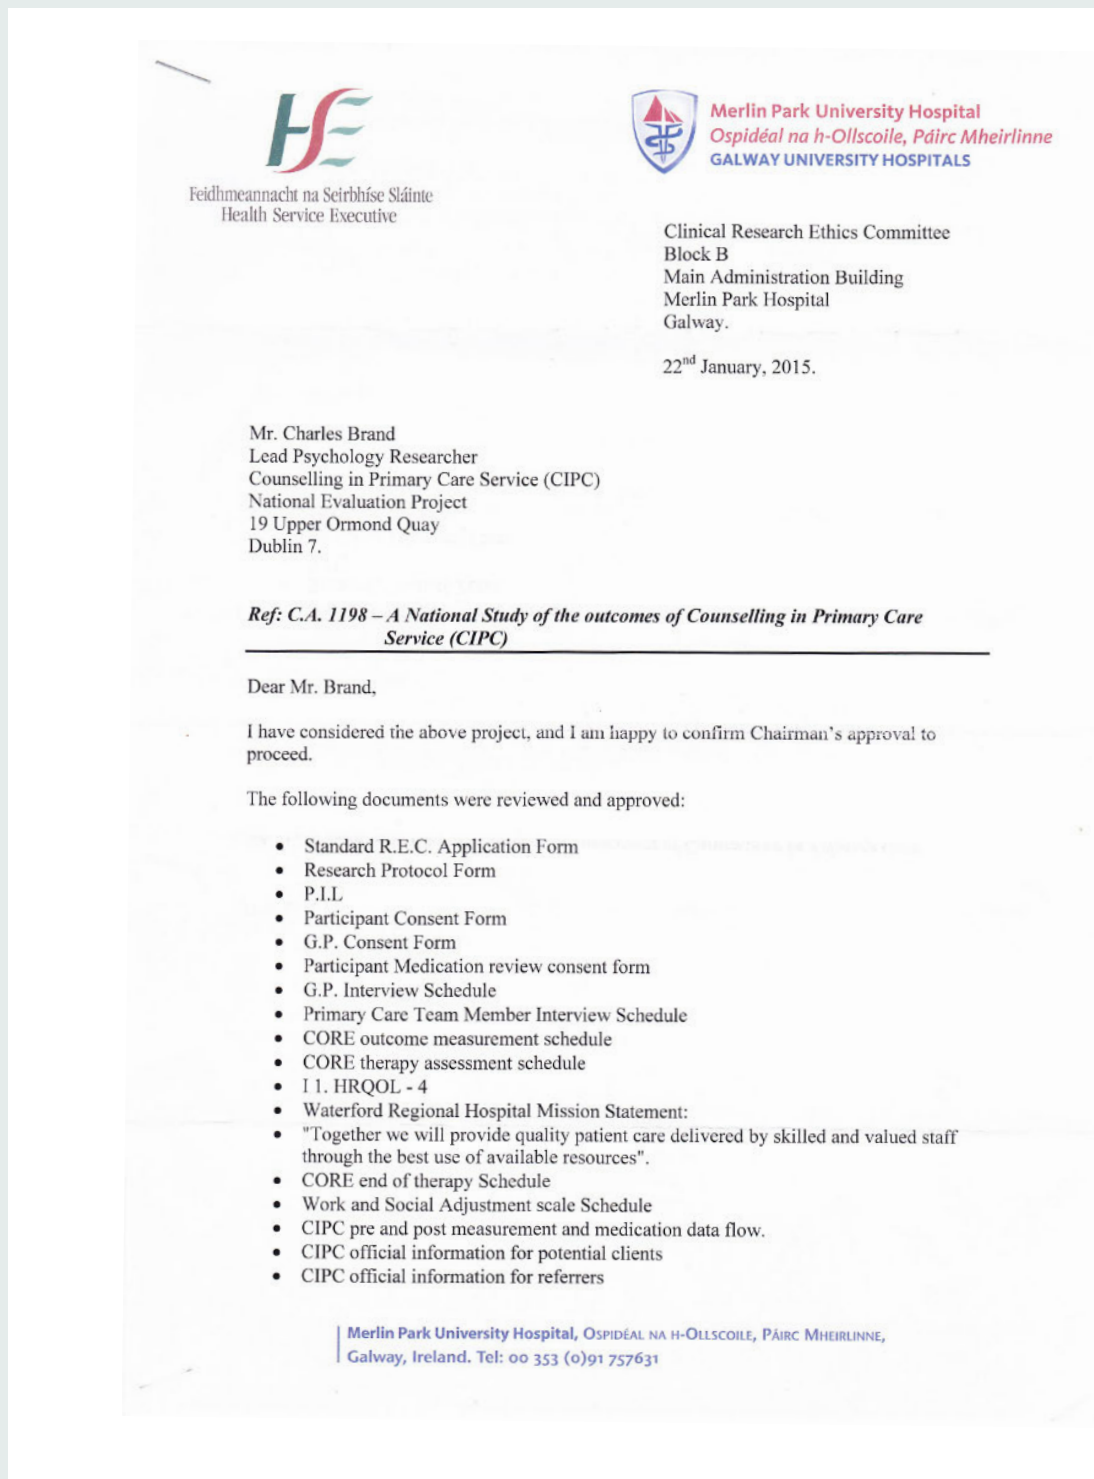 HSE
Feidhmeannacht na Seirbhíse Sláinte
Health Service Executive
Merlin Park University Hospital
Ospidéal na h-Ollscoile, Páirc Mheirlinne
GALWAY UNIVERSITY HOSPITALS
Clinical Research Ethics Committee
Block B
Main Administration Building
Merlin Park Hospital
Galway.
22nd January, 2015.
Mr. Charles Brand
Lead Psychology Researcher
Counselling in Primary Care Service (CIPC)
National Evaluation Project
19 Upper Ormond Quay
Dublin 7.
Ref: C.A. 1198 – A National Study of the outcomes of Counselling in Primary Care
Service (CIPC)
Dear Mr. Brand,
I have considered the above project, and I am happy to confirm Chairman's approval to
proceed.
The following documents were reviewed and approved:
• Standard R.E.C. Application Form
• Research Protocol Form
• P.I.L
• Participant Consent Form
• G.P. Consent Form
• Participant Medication review consent form
• G.P. Interview Schedule
• Primary Care Team Member Interview Schedule
• CORE outcome measurement schedule
• CORE therapy assessment schedule
• I 1. HRQOL - 4
• Waterford Regional Hospital Mission Statement:
• "Together we will provide quality patient care delivered by skilled and valued staff
through the best use of available resources".
• CORE end of therapy Schedule
• Work and Social Adjustment scale Schedule
• CIPC pre and post measurement and medication data flow.
• CIPC official information for potential clients
• CIPC official information for referrers
Merlin Park University Hospital, Ospidéal na h-Ollscoile, Páirc Mheirlinne,
Galway, Ireland. Tel: 00 353 (0)91 757631